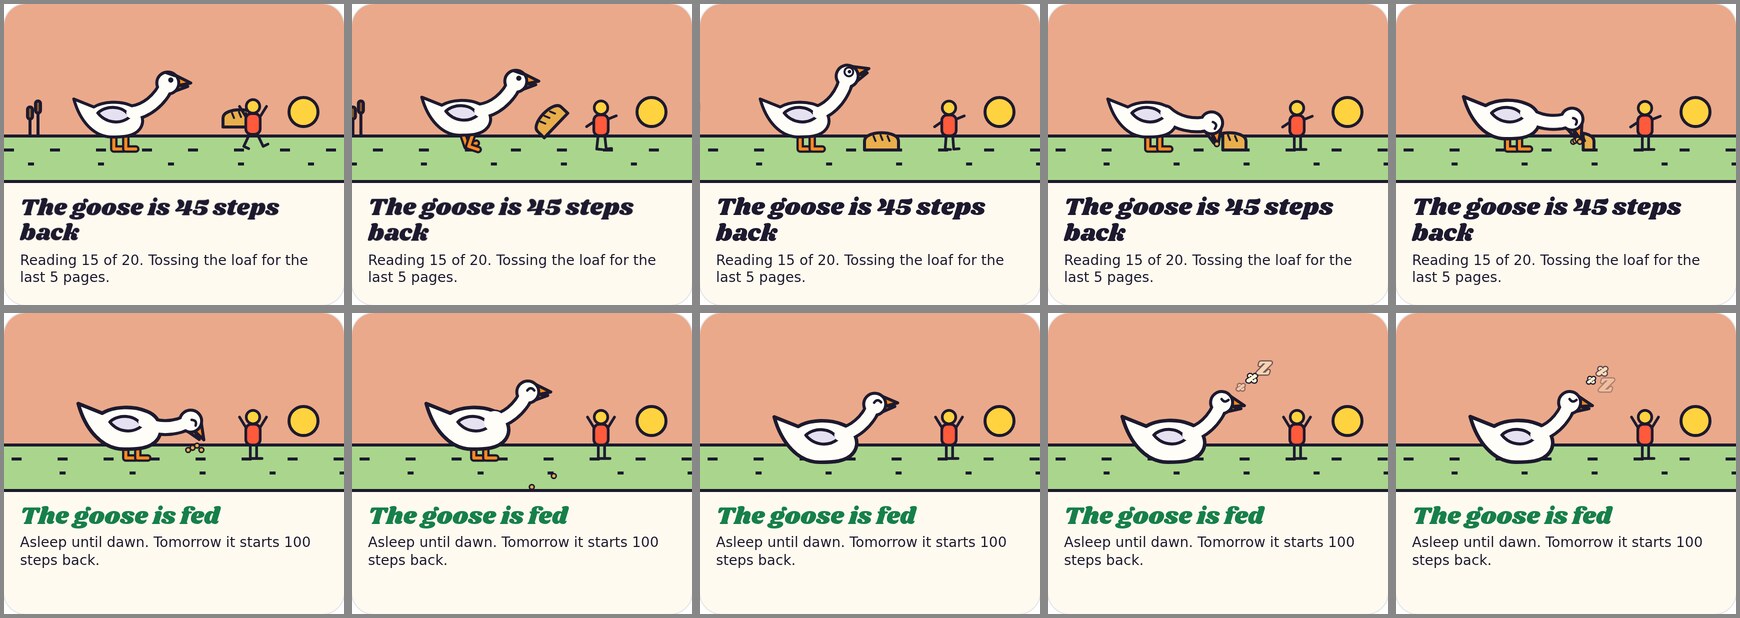 The goose is 45 steps
back
Reading 15 of 20. Tossing the loaf for the
last 5 pages.
The goose is 45 steps
back
Reading 15 of 20. Tossing the loaf for the
last 5 pages.
The goose is 45 steps
back
Reading 15 of 20. Tossing the loaf for the
last 5 pages.
The goose is 45 steps
back
Reading 15 of 20. Tossing the loaf for the
last 5 pages.
The goose is 45 steps
back
Reading 15 of 20. Tossing the loaf for the
last 5 pages.
The goose is fed
Asleep until dawn. Tomorrow it starts 100
steps back.
The goose is fed
Asleep until dawn. Tomorrow it starts 100
steps back.
The goose is fed
Asleep until dawn. Tomorrow it starts 100
steps back.
z z Z
The goose is fed
Asleep until dawn. Tomorrow it starts 100
steps back.
z z Z
The goose is fed
Asleep until dawn. Tomorrow it starts 100
steps back.